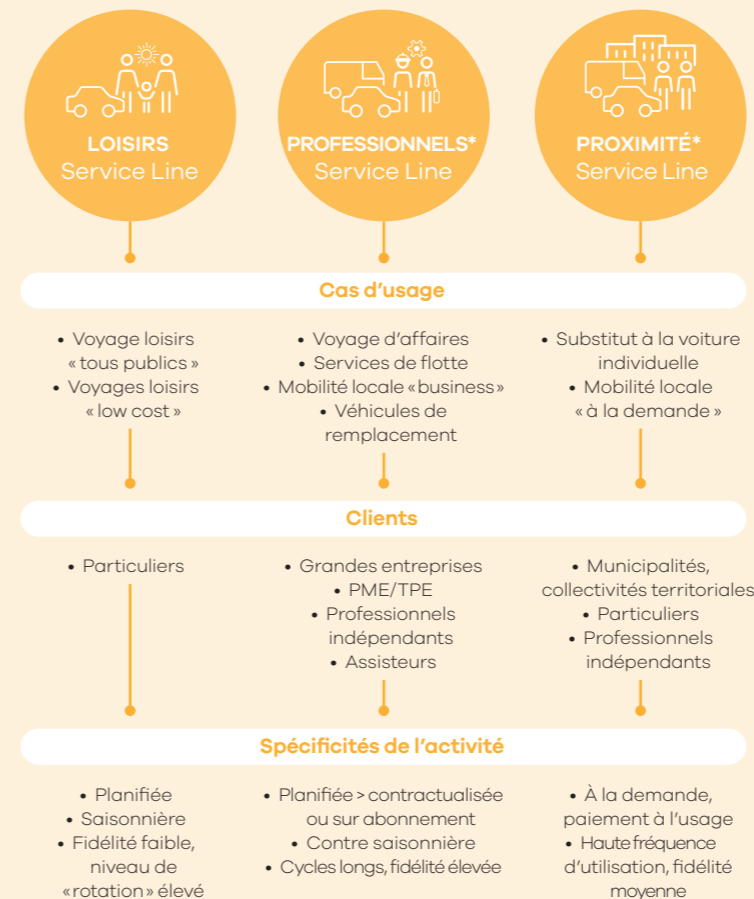 LOISIRS
Service Line
PROFESSIONNELS*
Service Line
PROXIMITÉ*
Service Line
Cas d'usage
• Voyage loisirs
« tous publics »
• Voyages loisirs
« low cost »
• Voyage d'affaires
• Services de flotte
• Mobilité locale « business »
• Véhicules de
remplacement
• Substitut à la voiture
individuelle
• Mobilité locale
« à la demande »
Clients
• Particuliers
• Grandes entreprises
• PME/TPE
• Professionnels
indépendants
• Assisteurs
• Municipalités,
collectivités territoriales
• Particuliers
• Professionnels
indépendants
Spécificités de l'activité
• Planifiée
• Saisonnière
• Fidélité faible,
niveau de
« rotation » élevé
• Planifiée > contractualisée
ou sur abonnement
• Contre saisonnière
• Cycles longs, fidélité élevée
• À la demande,
paiement à l'usage
• Haute fréquence
d'utilisation, fidélité
moyenne